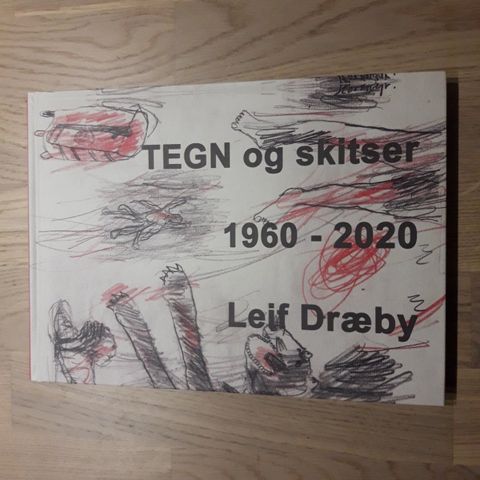 TEGN og skitser
1960 - 2020
Leif Dræby